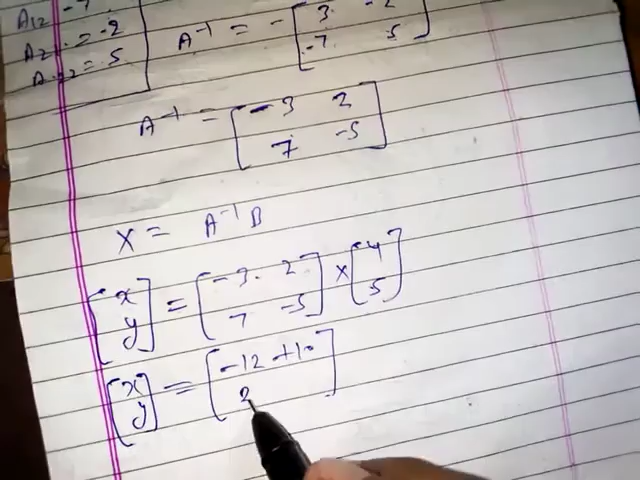 A12 -7
A21 = -2
A22 = 5
A⁻¹ = - [3 -2
-7 5]
A⁻¹ = [-3 2
7 -5]
X = A⁻¹ B
[x y] = [-3 2
7 -5] × [4
5]
[x y] = [-12 +10
2